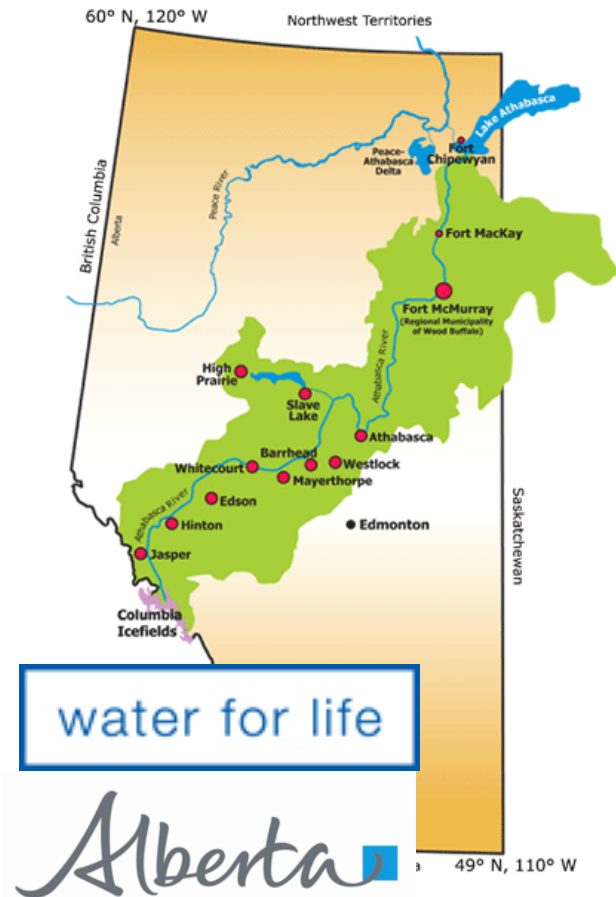 60° N, 120° W
Northwest Territories
Lake Athabasca
Peace-
Athabasca
Delta
Fort
Chipewyan
Peace River
British Columbia
Alberta
Fort MacKay
Fort McMurray
(Regional Municipality
of Wood Buffalo)
Athabasca River
High
Prairie
Slave
Lake
Athabasca
Barrhead
Westlock
Whitecourt
Mayerthorpe
Edson
Athabasca River
Hinton
Edmonton
Saskatchewan
Jasper
Columbia
Icefields
water for life
Alberta
a
49° N, 110° W